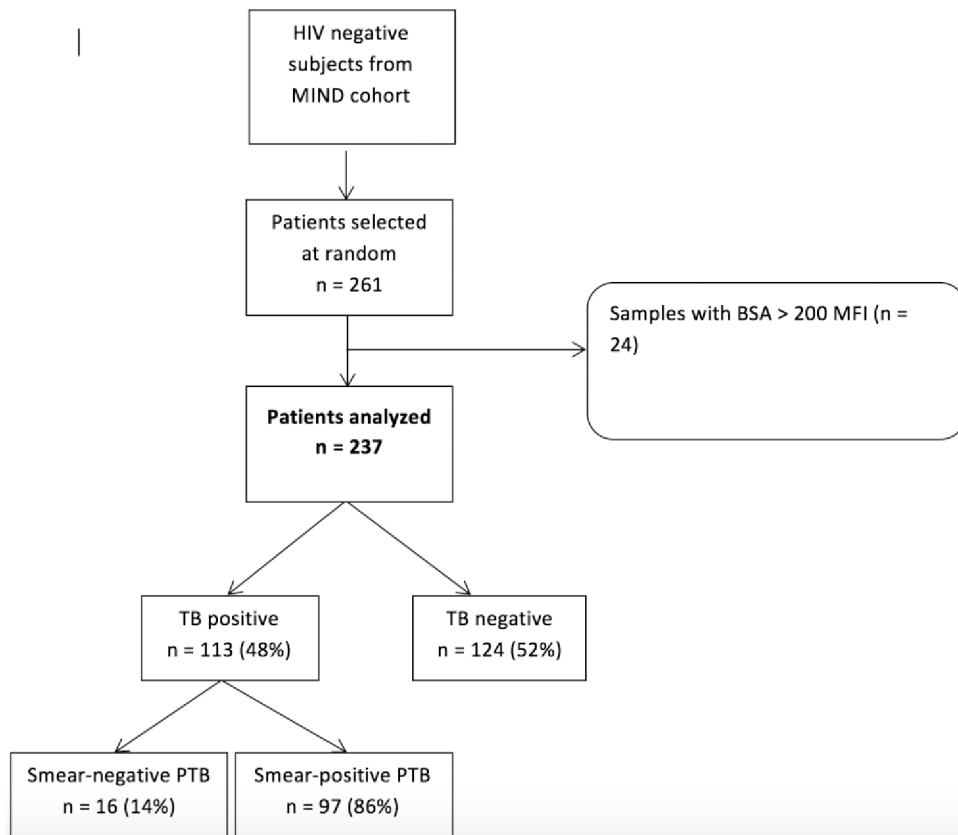 HIV negative
subjects from
MIND cohort
Patients selected
at random
n = 261
Samples with BSA > 200 MFI (n =
24)
Patients analyzed
n = 237
TB positive
n = 113 (48%)
TB negative
n = 124 (52%)
Smear-negative PTB
n = 16 (14%)
Smear-positive PTB
n = 97 (86%)